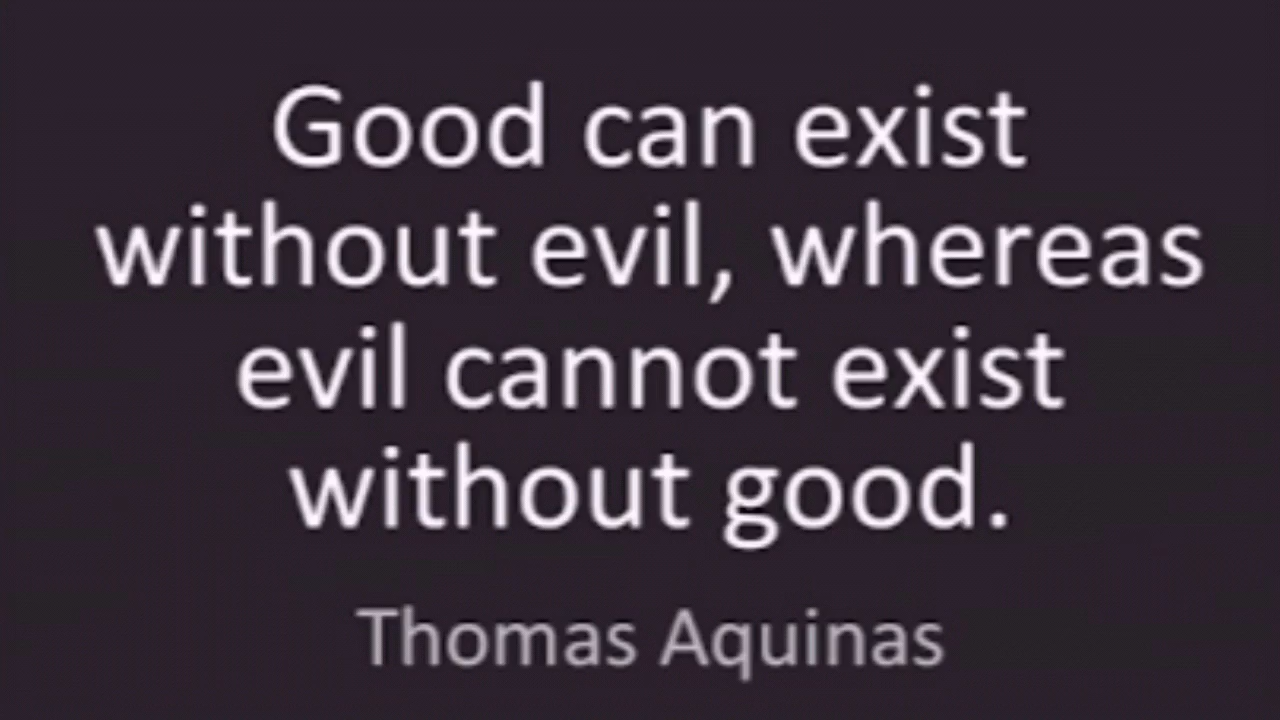 Good can exist
without evil, whereas
evil cannot exist
without good.
Thomas Aquinas